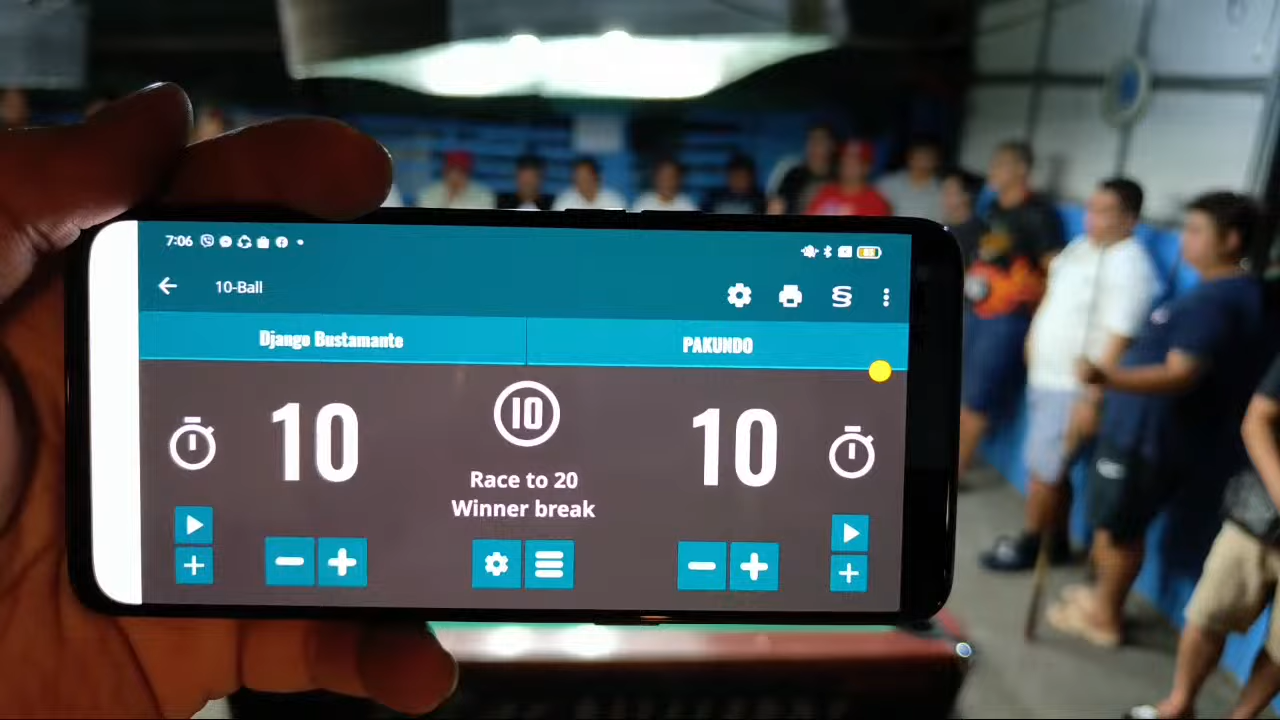 7:06
10-Ball
Django Bustamante
PAKUNDO
10
10
10
Race to 20
Winner break